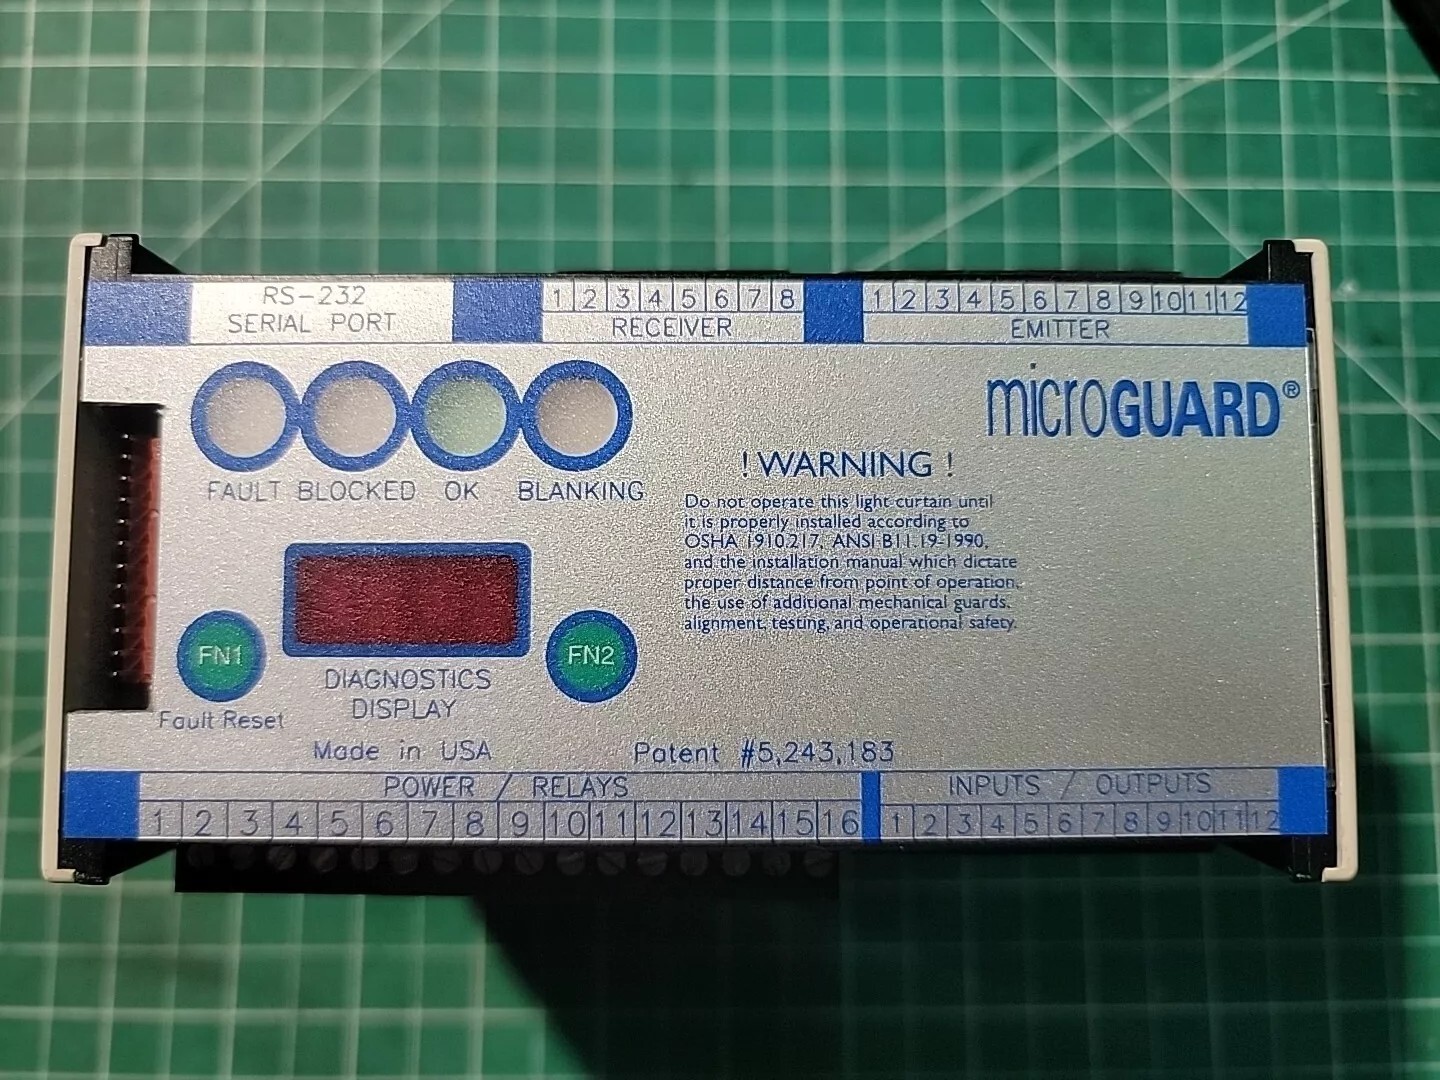 RS-232
SERIAL PORT
1 2 3 4 5 6 7 8
RECEIVER
1 2 3 4 5 6 7 8 9 10 11 12
EMITTER
microGUARD®
FAULT BLOCKED OK BLANKING
! WARNING !
Do not operate this light curtain until
it is properly installed according to
OSHA 1910.217, ANSI B11.19-1990,
and the installation manual which dictate
proper distance from point of operation,
the use of additional mechanical guards,
alignment, testing, and operational safety.
FN1
Fault Reset
DIAGNOSTICS
DISPLAY
FN2
Made in USA
Patent #5,243,183
POWER / RELAYS
1 2 3 4 5 6 7 8 9 10 11 12 13 14 15 16
INPUTS / OUTPUTS
1 2 3 4 5 6 7 8 9 10 11 12